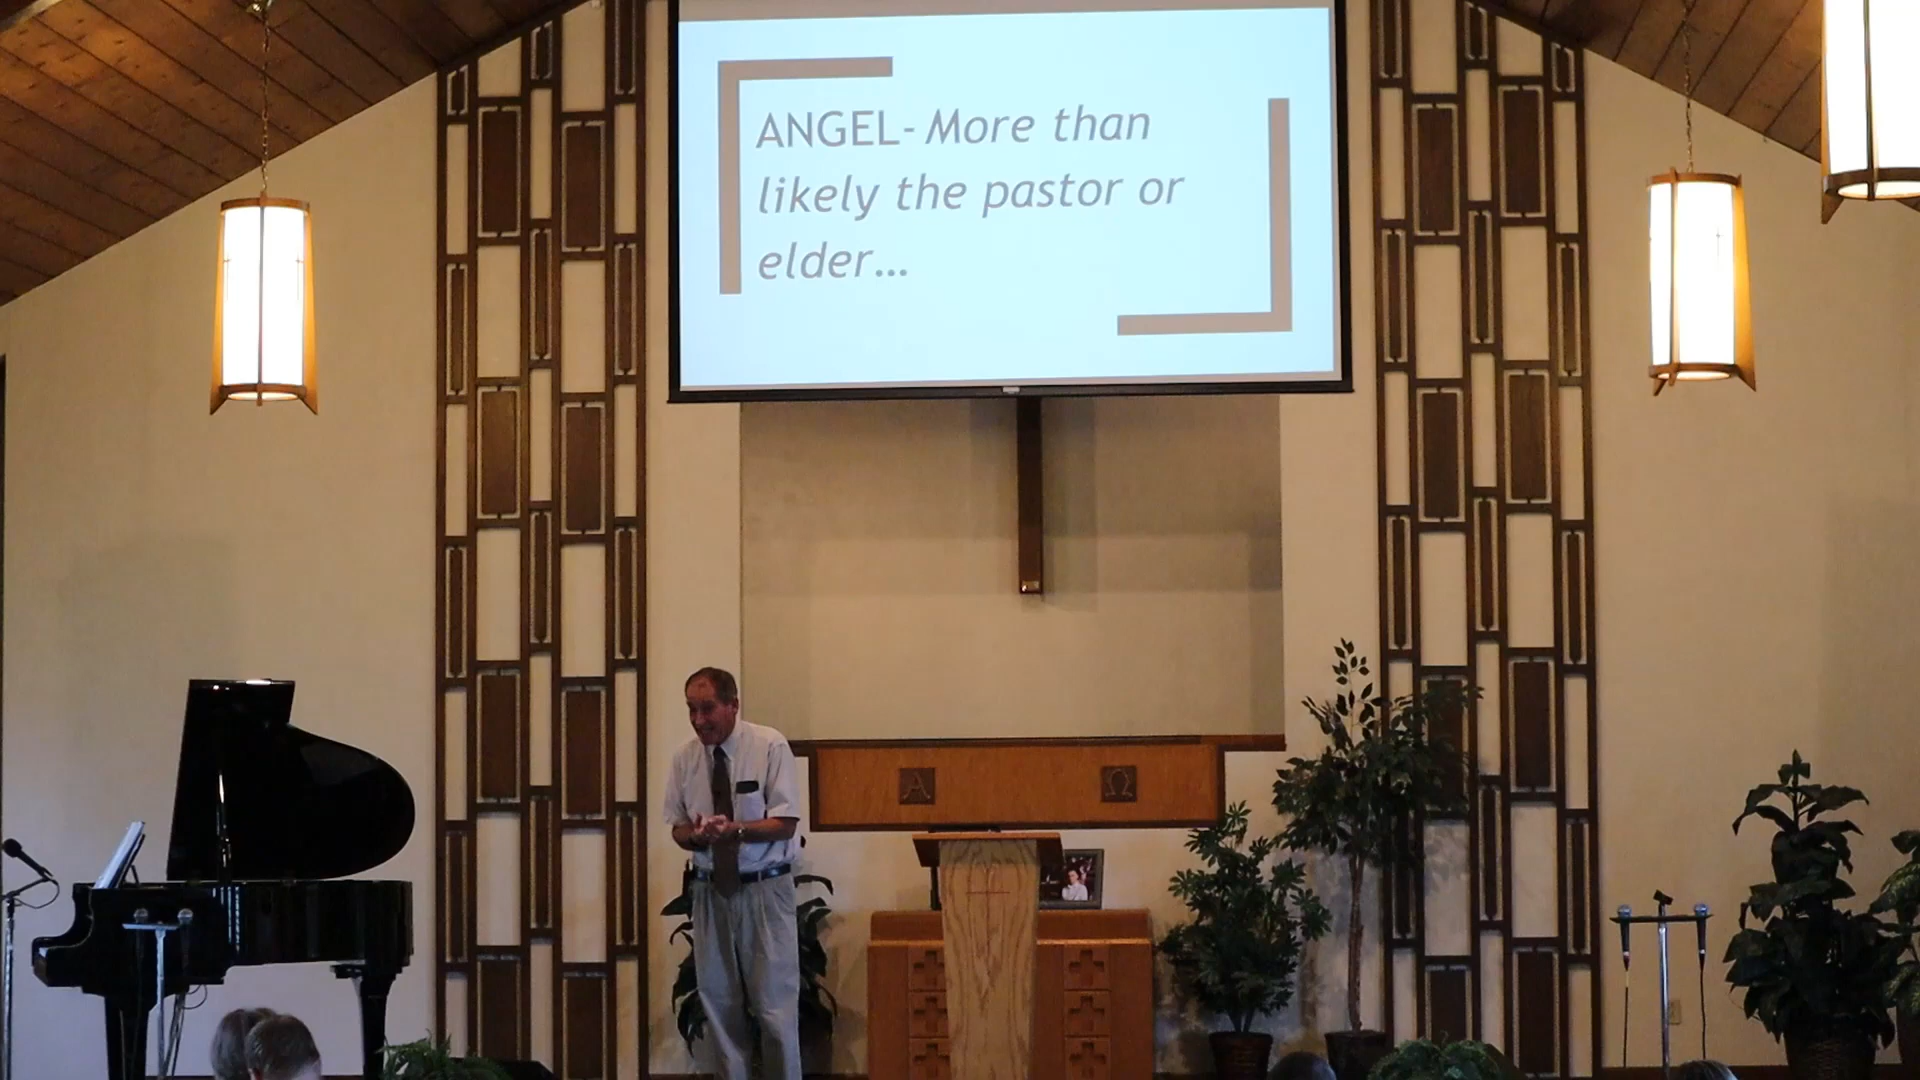 ANGEL- More than
likely the pastor or
elder…
Α Ω